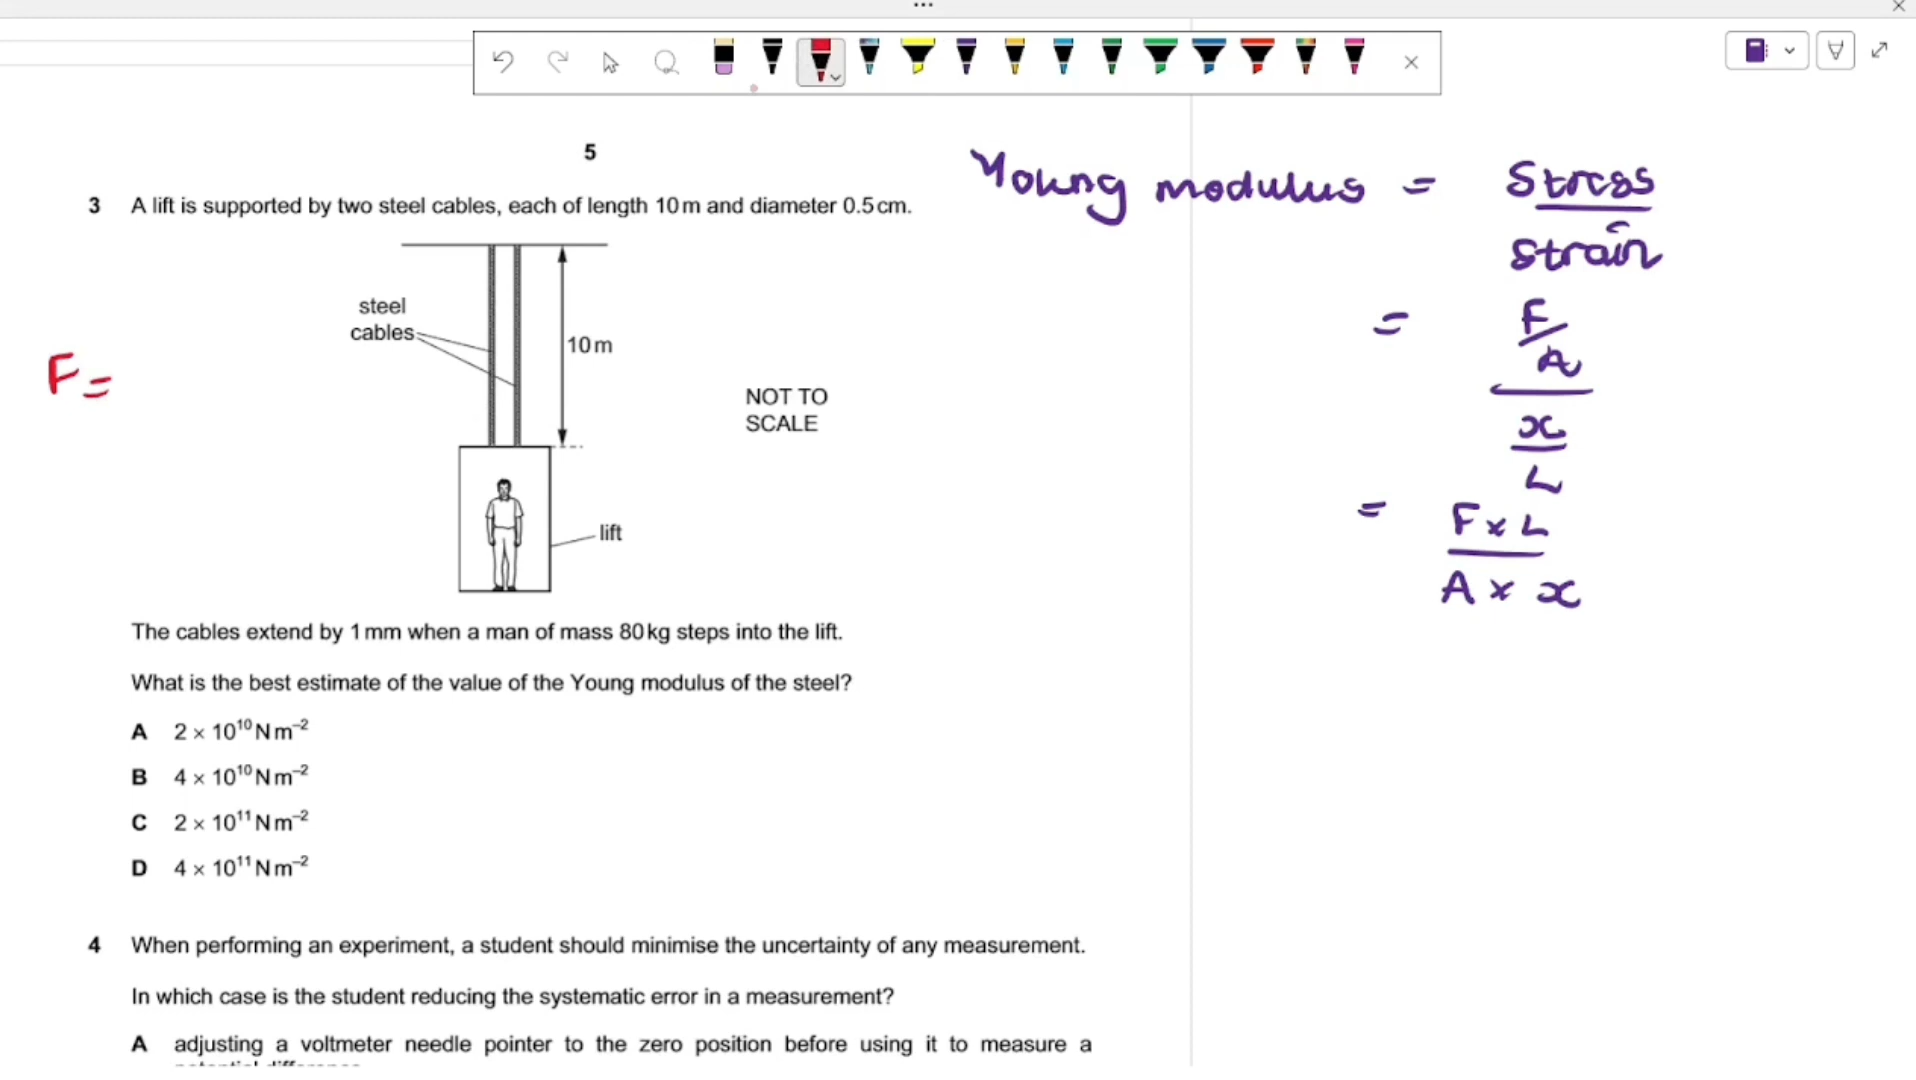 5
Young modulus = Stress
Strain
3 A lift is supported by two steel cables, each of length 10 m and diameter 0.5 cm.
steel
cables
10 m
= F/A
x
L
F =
NOT TO
SCALE
= F × L
A × x
lift
The cables extend by 1 mm when a man of mass 80 kg steps into the lift.
What is the best estimate of the value of the Young modulus of the steel?
A 2 × 10¹⁰ N m⁻²
B 4 × 10¹⁰ N m⁻²
C 2 × 10¹¹ N m⁻²
D 4 × 10¹¹ N m⁻²
4 When performing an experiment, a student should minimise the uncertainty of any measurement.
In which case is the student reducing the systematic error in a measurement?
A adjusting a voltmeter needle pointer to the zero position before using it to measure a